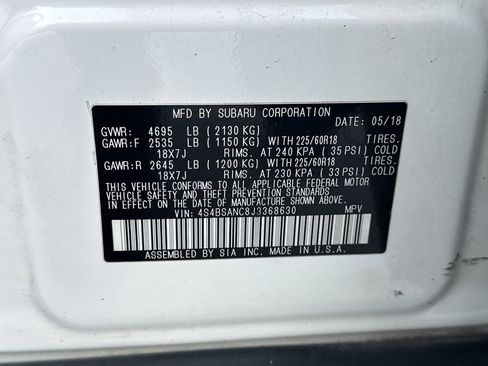 MFD BY SUBARU CORPORATION
DATE: 05/18
GVWR: 4695 LB (2130 KG)
GAWR:F 2535 LB (1150 KG) WITH 225/60R18 TIRES.
18X7J RIMS. AT 240 KPA (35 PSI) COLD
GAWR:R 2645 LB (1200 KG) WITH 225/60R18 TIRES.
18X7J RIMS. AT 230 KPA (33 PSI) COLD
THIS VEHICLE CONFORMS TO ALL APPLICABLE FEDERAL MOTOR
VEHICLE SAFETY, BUMPER, AND THEFT PREVENTION STANDARDS
IN EFFECT ON THE DATE OF MANUFACTURE SHOWN ABOVE.
VIN: 4S4BSANC8J3368630 MPV
ASSEMBLED BY SIA INC. IN U.S.A.